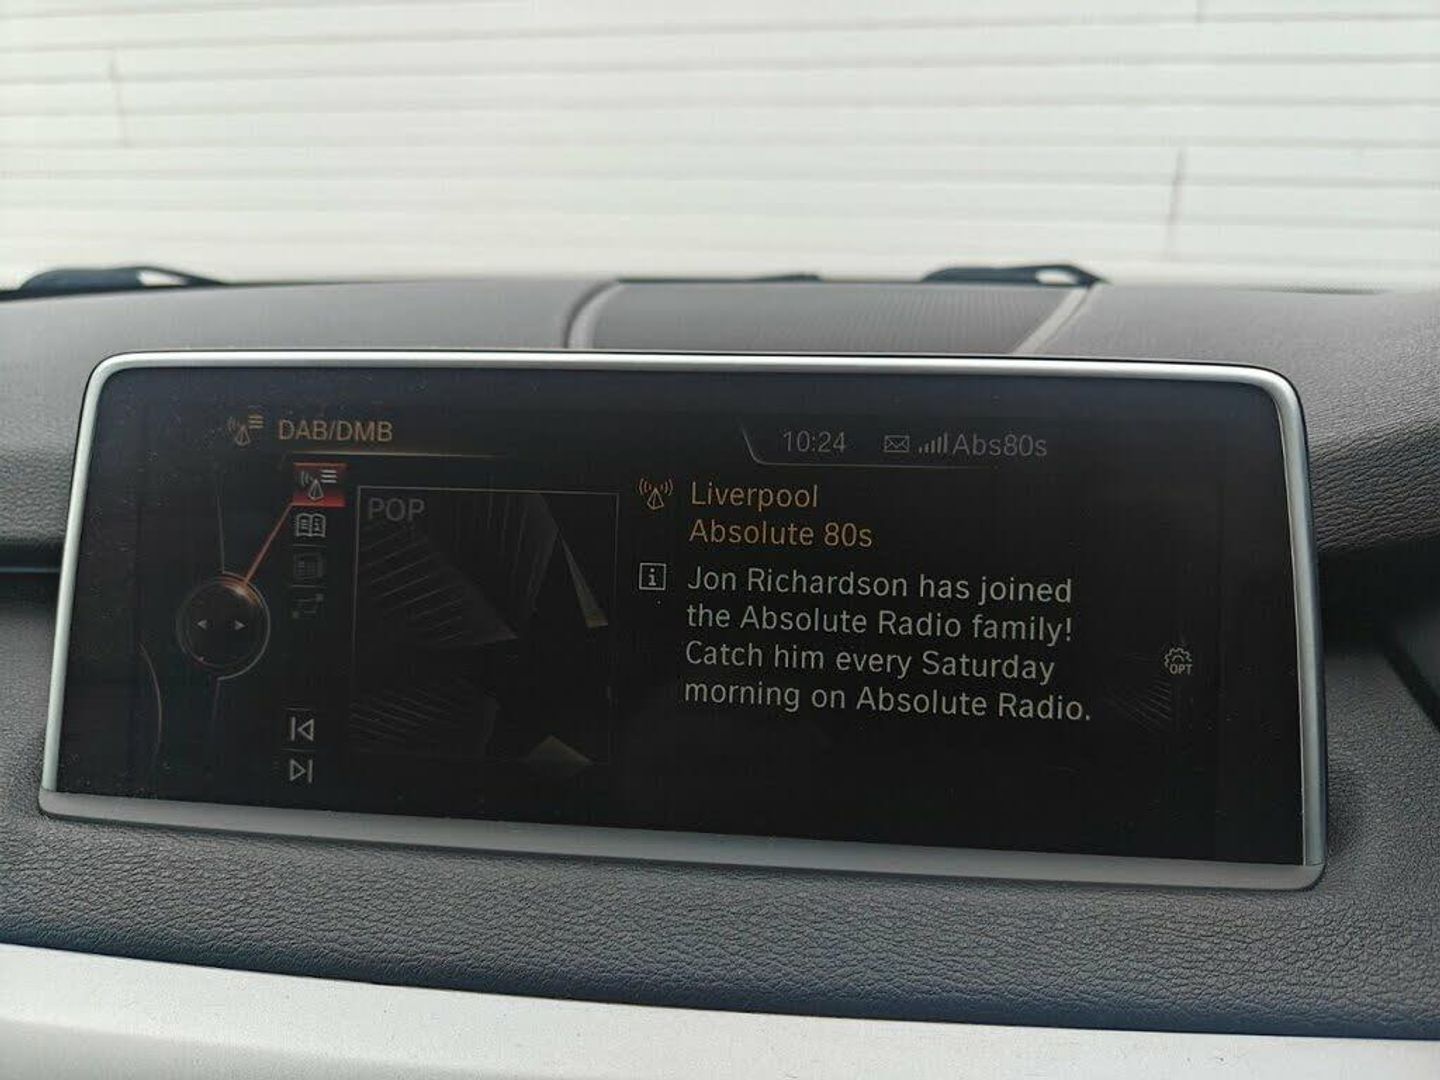 DAB/DMB
10:24
Abs80s
POP
Liverpool
Absolute 80s
Jon Richardson has joined
the Absolute Radio family!
Catch him every Saturday
morning on Absolute Radio.
OPT